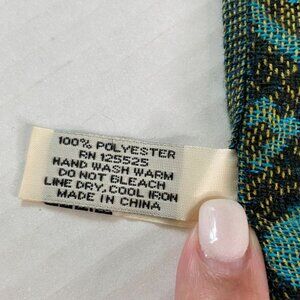 100% POLYESTER
RN 125525
HAND WASH WARM
DO NOT BLEACH
LINE DRY, COOL IRON
MADE IN CHINA